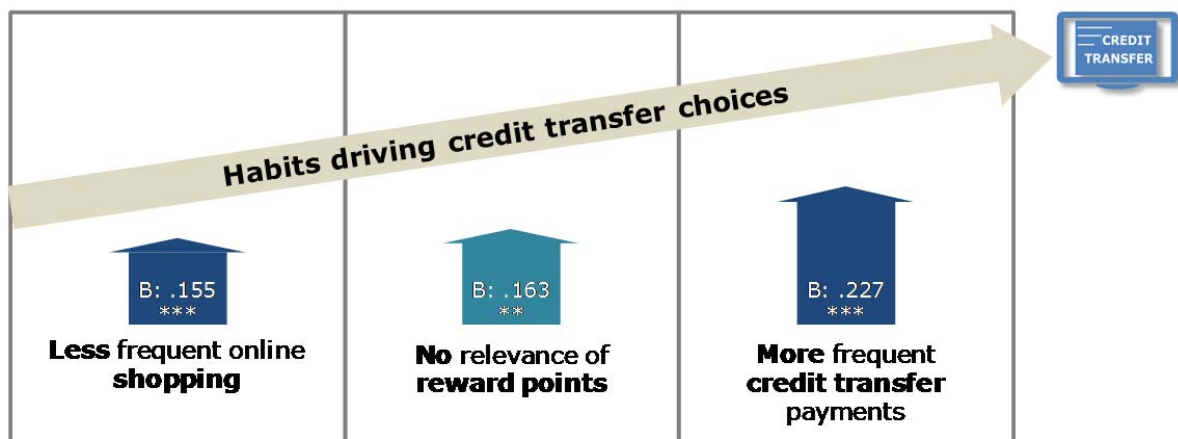 CREDIT
TRANSFER
Habits driving credit transfer choices
B: .155
***
Less frequent online
shopping
B: .163
**
No relevance of
reward points
B: .227
***
More frequent
credit transfer
payments